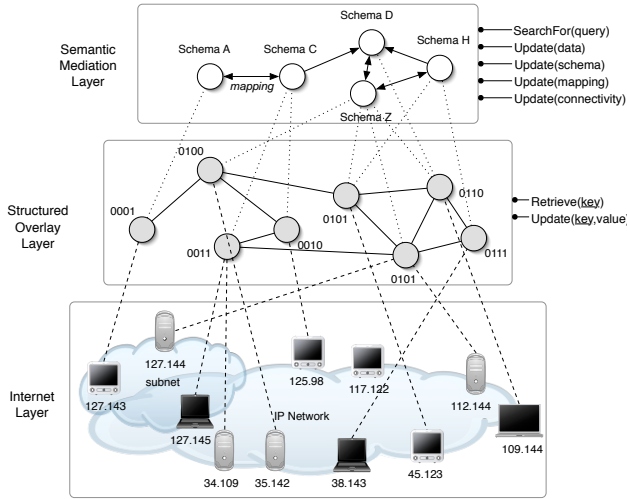 Schema D
SearchFor(query)
Semantic
Mediation
Layer
Schema A
Schema C
Schema H
Update(data)
Update(schema)
mapping
Update(mapping)
Update(connectivity)
Schema Z
0100
0110
0001
0101
Retrieve(key)
Structured
Overlay
Layer
Update(key,value)
0011
0010
0111
0101
127.144
subnet
125.98
117.122
127.143
112.144
Internet
Layer
IP Network
127.145
109.144
34.109
35.142
38.143
45.123